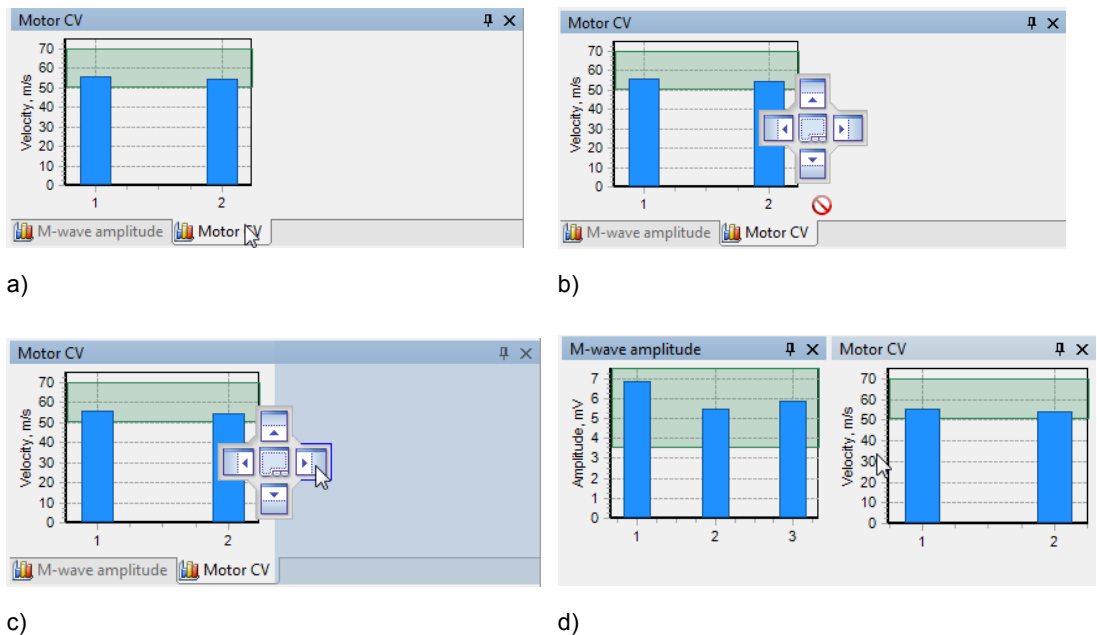 Motor CV
70
60
50
40
30
20
10
0
Velocity, m/s
1 2
M-wave amplitude Motor CV
a)
Motor CV
70
60
50
40
30
20
10
0
Velocity, m/s
1 2
M-wave amplitude Motor CV
b)
Motor CV
70
60
50
40
30
20
10
0
Velocity, m/s
1 2
M-wave amplitude Motor CV
c)
M-wave amplitude
7
6
5
4
3
2
1
0
Amplitude, mV
1 2 3
Motor CV
70
60
50
40
30
20
10
0
Velocity, m/s
1 2
d)